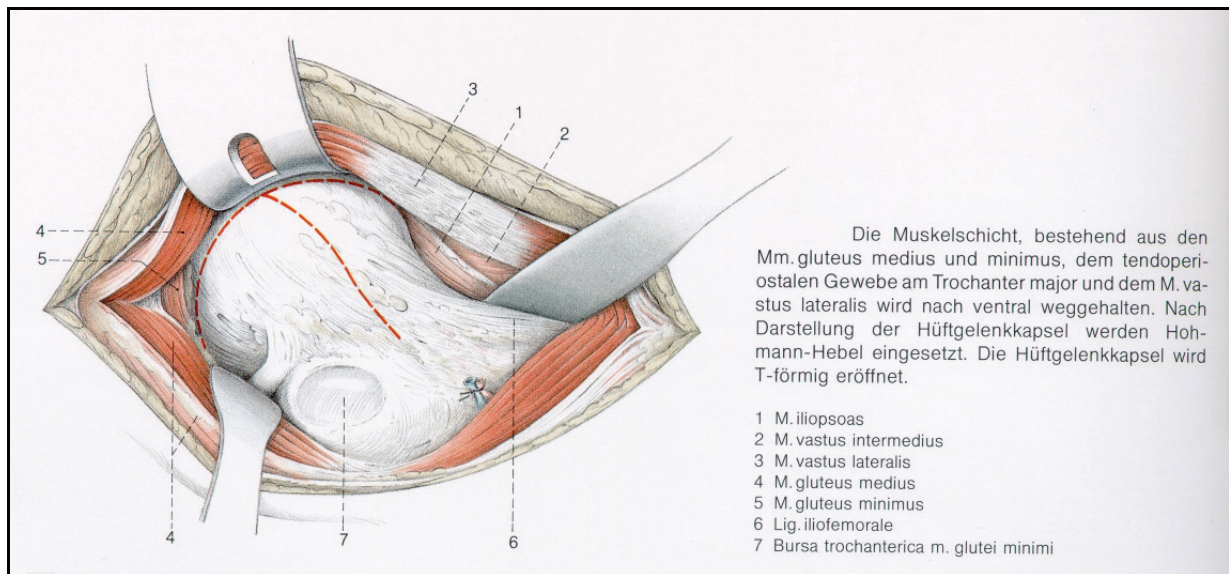 3
1
2
4
5
4
7
6
Die Muskelschicht, bestehend aus den
Mm. gluteus medius und minimus, dem tendoperi-
ostalen Gewebe am Trochanter major und dem M. va-
stus lateralis wird nach ventral weggehalten. Nach
Darstellung der Hüftgelenkkapsel werden Hoh-
mann-Hebel eingesetzt. Die Hüftgelenkkapsel wird
T-förmig eröffnet.
1 M. iliopsoas
2 M. vastus intermedius
3 M. vastus lateralis
4 M. gluteus medius
5 M. gluteus minimus
6 Lig. iliofemorale
7 Bursa trochanterica m. glutei minimi